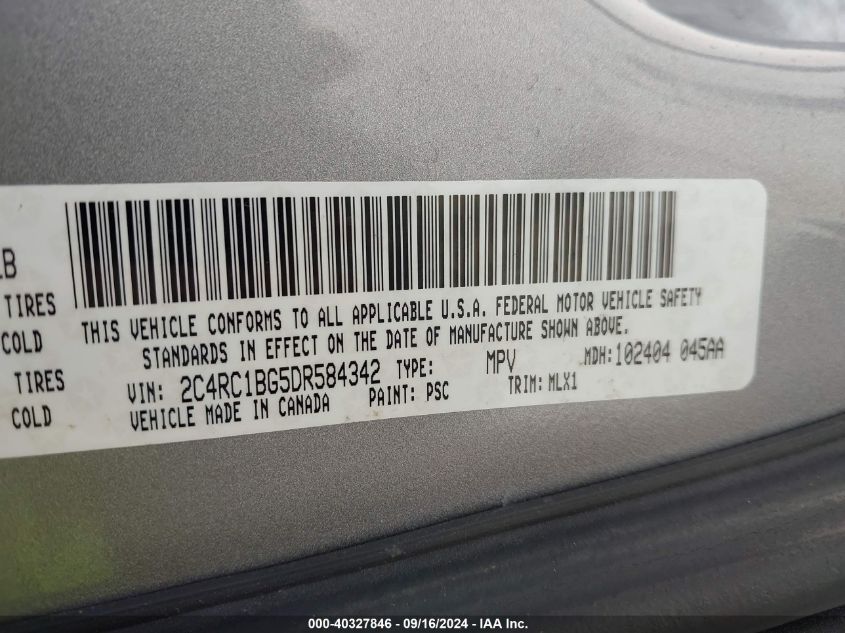 LB
TIRES
COLD
TIRES
COLD
THIS VEHICLE CONFORMS TO ALL APPLICABLE U.S.A. FEDERAL MOTOR VEHICLE SAFETY
STANDARDS IN EFFECT ON THE DATE OF MANUFACTURE SHOWN ABOVE.
VIN: 2C4RC1BG5DR584342 TYPE: MPV MDH:102404 045AA
VEHICLE MADE IN CANADA PAINT: PSC TRIM: MLX1
000-40327846 - 09/16/2024 - IAA Inc.